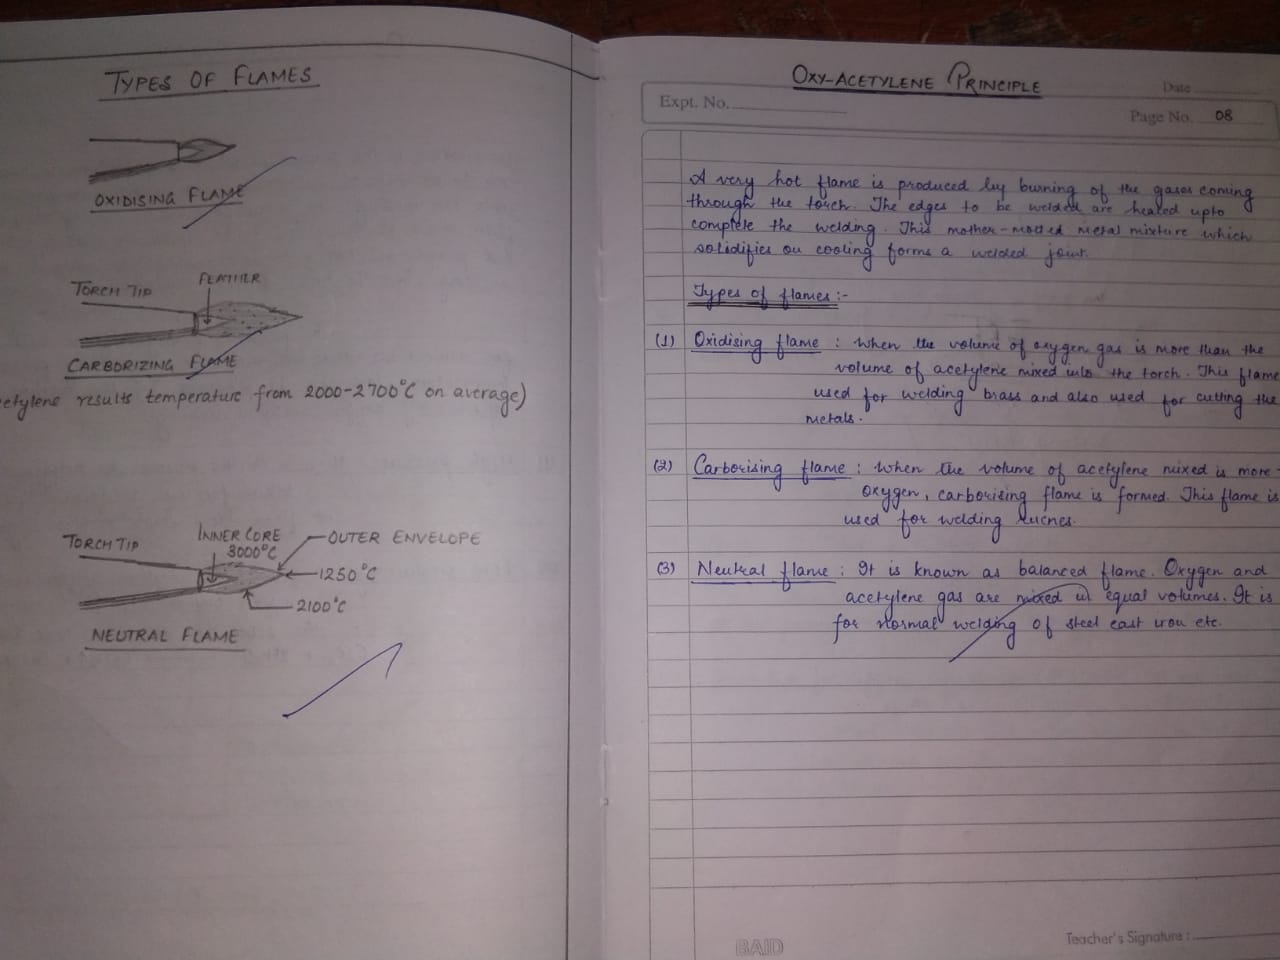 TYPES OF FLAMES
OXIDISING FLAME
TORCH TIP
FLATHER
CARBORIZING FLAME
etylene results temperature from 2000-2700°C on average)
TORCH TIP
INNER CORE
3000°C
OUTER ENVELOPE
1250°C
2100°C
NEUTRAL FLAME
OXY-ACETYLENE PRINCIPLE
Date
Expt. No.
Page No. 08
A very hot flame is produced by burning of the gases coming
through the torch. The edges to be welded are heated upto
complete the welding. This mother-molted metal mixture which
solidifies on cooling forms a welded joint.
Types of flames :-
(1) Oxidising flame : when the volume of oxygen gas is more than the
volume of acetylene mixed into the torch. This flame
used for welding brass and also used for cutting the
metals.
(2) Carborising flame : when the volume of acetylene mixed is more
oxygen, carborising flame is formed. This flame is
used for welding
(3) Neutral flame : It is known as balanced flame. Oxygen and
acetylene gas are mixed in equal volumes. It is
for normal welding of steel cast iron etc.
BAID
Teacher's Signature :